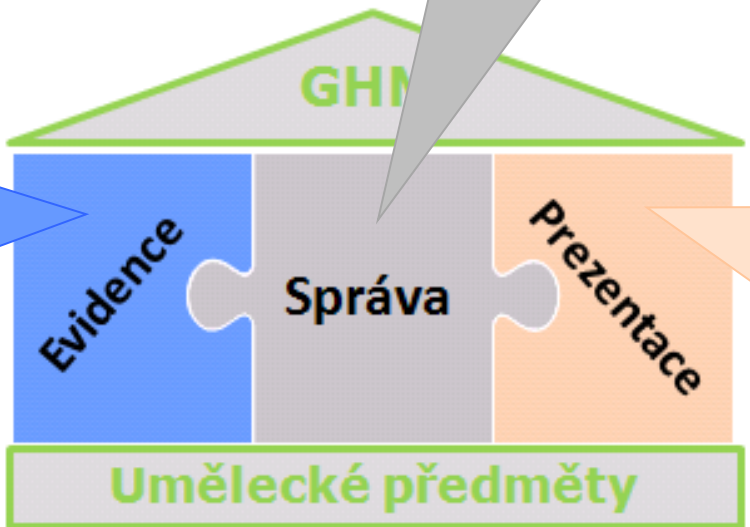 GHM
Evidence
Správa
Prezentace
Umělecké předměty